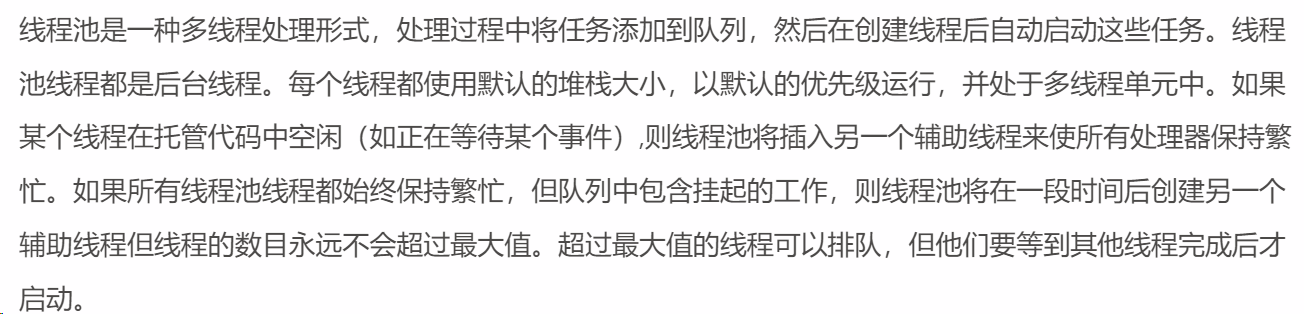 线程池是一种多线程处理形式，处理过程中将任务添加到队列，然后在创建线程后自动启动这些任务。线程
池线程都是后台线程。每个线程都使用默认的堆栈大小，以默认的优先级运行，并处于多线程单元中。如果
某个线程在托管代码中空闲（如正在等待某个事件）,则线程池将插入另一个辅助线程来使所有处理器保持繁
忙。如果所有线程池线程都始终保持繁忙，但队列中包含挂起的工作，则线程池将在一段时间后创建另一个
辅助线程但线程的数目永远不会超过最大值。超过最大值的线程可以排队，但他们要等到其他线程完成后才
启动。